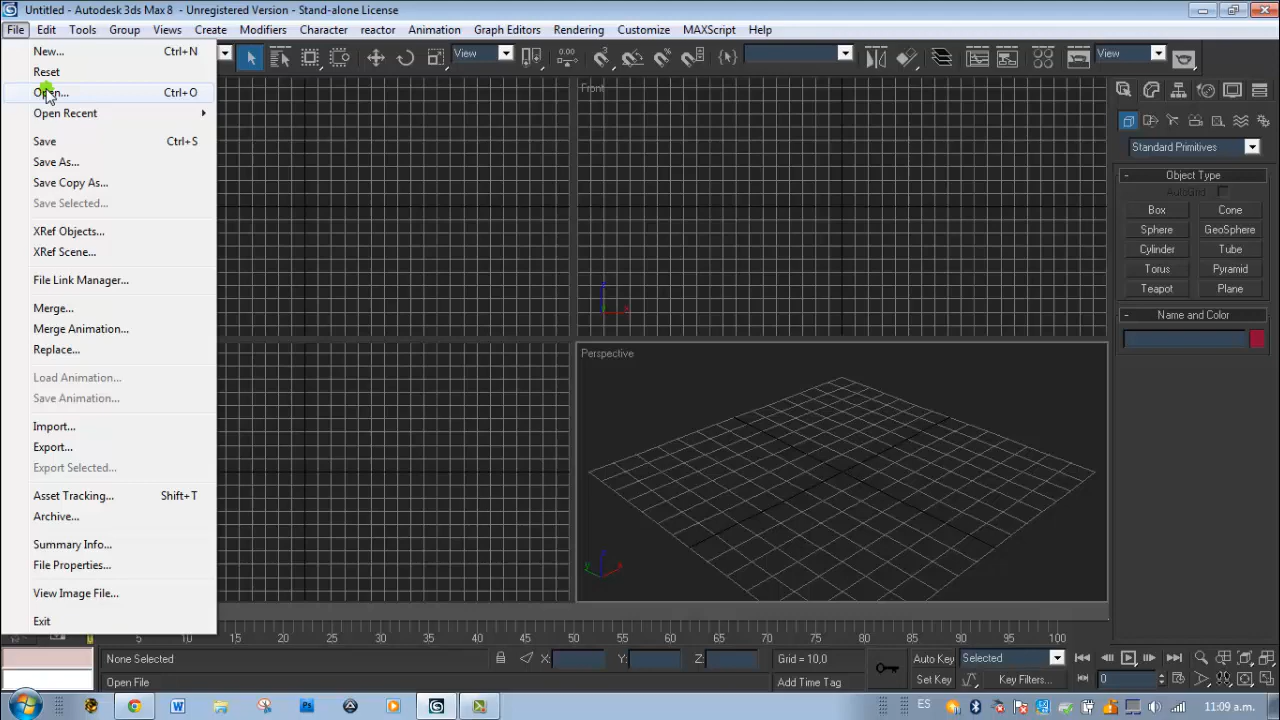 Untitled - Autodesk 3ds Max 8 - Unregistered Version - Stand-alone License
File Edit Tools Group Views Create Modifiers Character reactor Animation Graph Editors Rendering Customize MAXScript Help
New... Ctrl+N
Reset
Open... Ctrl+O
Open Recent
Save Ctrl+S
Save As...
Save Copy As...
Save Selected...
XRef Objects...
XRef Scene...
File Link Manager...
Merge...
Merge Animation...
Replace...
Load Animation...
Save Animation...
Import...
Export...
Export Selected...
Asset Tracking... Shift+T
Archive...
Summary Info...
File Properties...
View Image File...
Exit
View
View
Front
Perspective
Standard Primitives
Object Type
AutoGrid
Box Cone
Sphere GeoSphere
Cylinder Tube
Torus Pyramid
Teapot Plane
Name and Color
5 10 15 20 25 30 35 40 45 50 55 60 65 70 75 80 85 90 95 100
None Selected X: Y: Z: Grid = 10,0 Auto Key Selected
Open File Add Time Tag Set Key Key Filters... 0
ES 11:09 a.m.